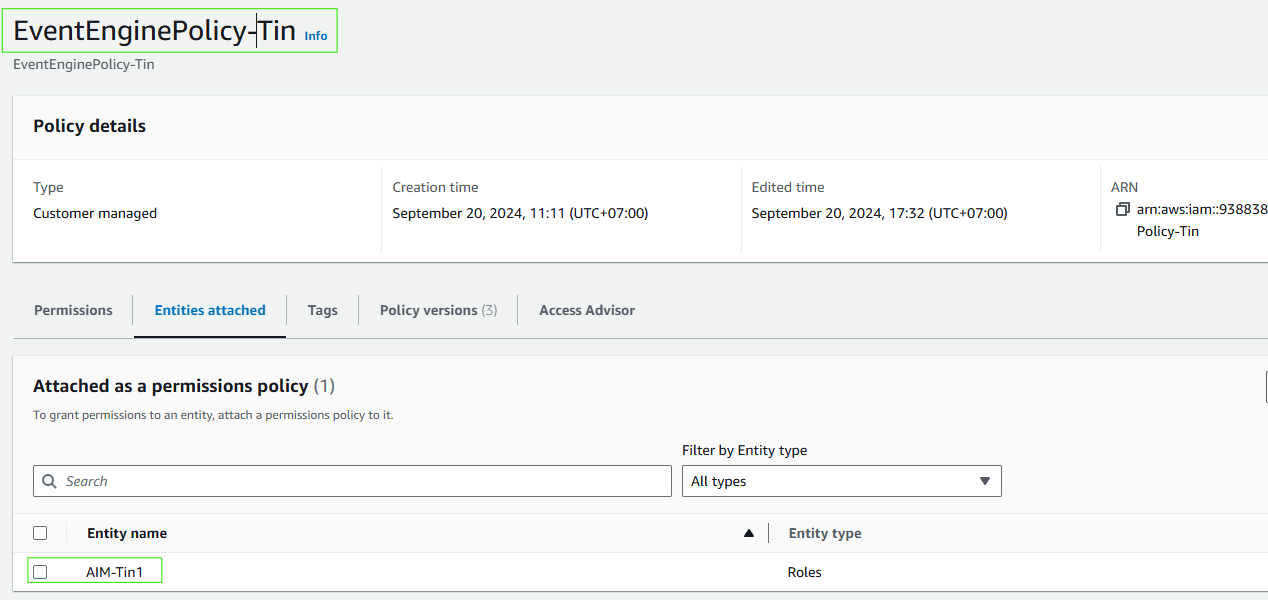 EventEnginePolicy-Tin Info
EventEnginePolicy-Tin
Policy details
Type
Customer managed
Creation time
September 20, 2024, 11:11 (UTC+07:00)
Edited time
September 20, 2024, 17:32 (UTC+07:00)
ARN
arn:aws:iam::938838
Policy-Tin
Permissions
Entities attached
Tags
Policy versions (3)
Access Advisor
Attached as a permissions policy (1)
To grant permissions to an entity, attach a permissions policy to it.
Filter by Entity type
Search
All types
Entity name
Entity type
AIM-Tin1
Roles